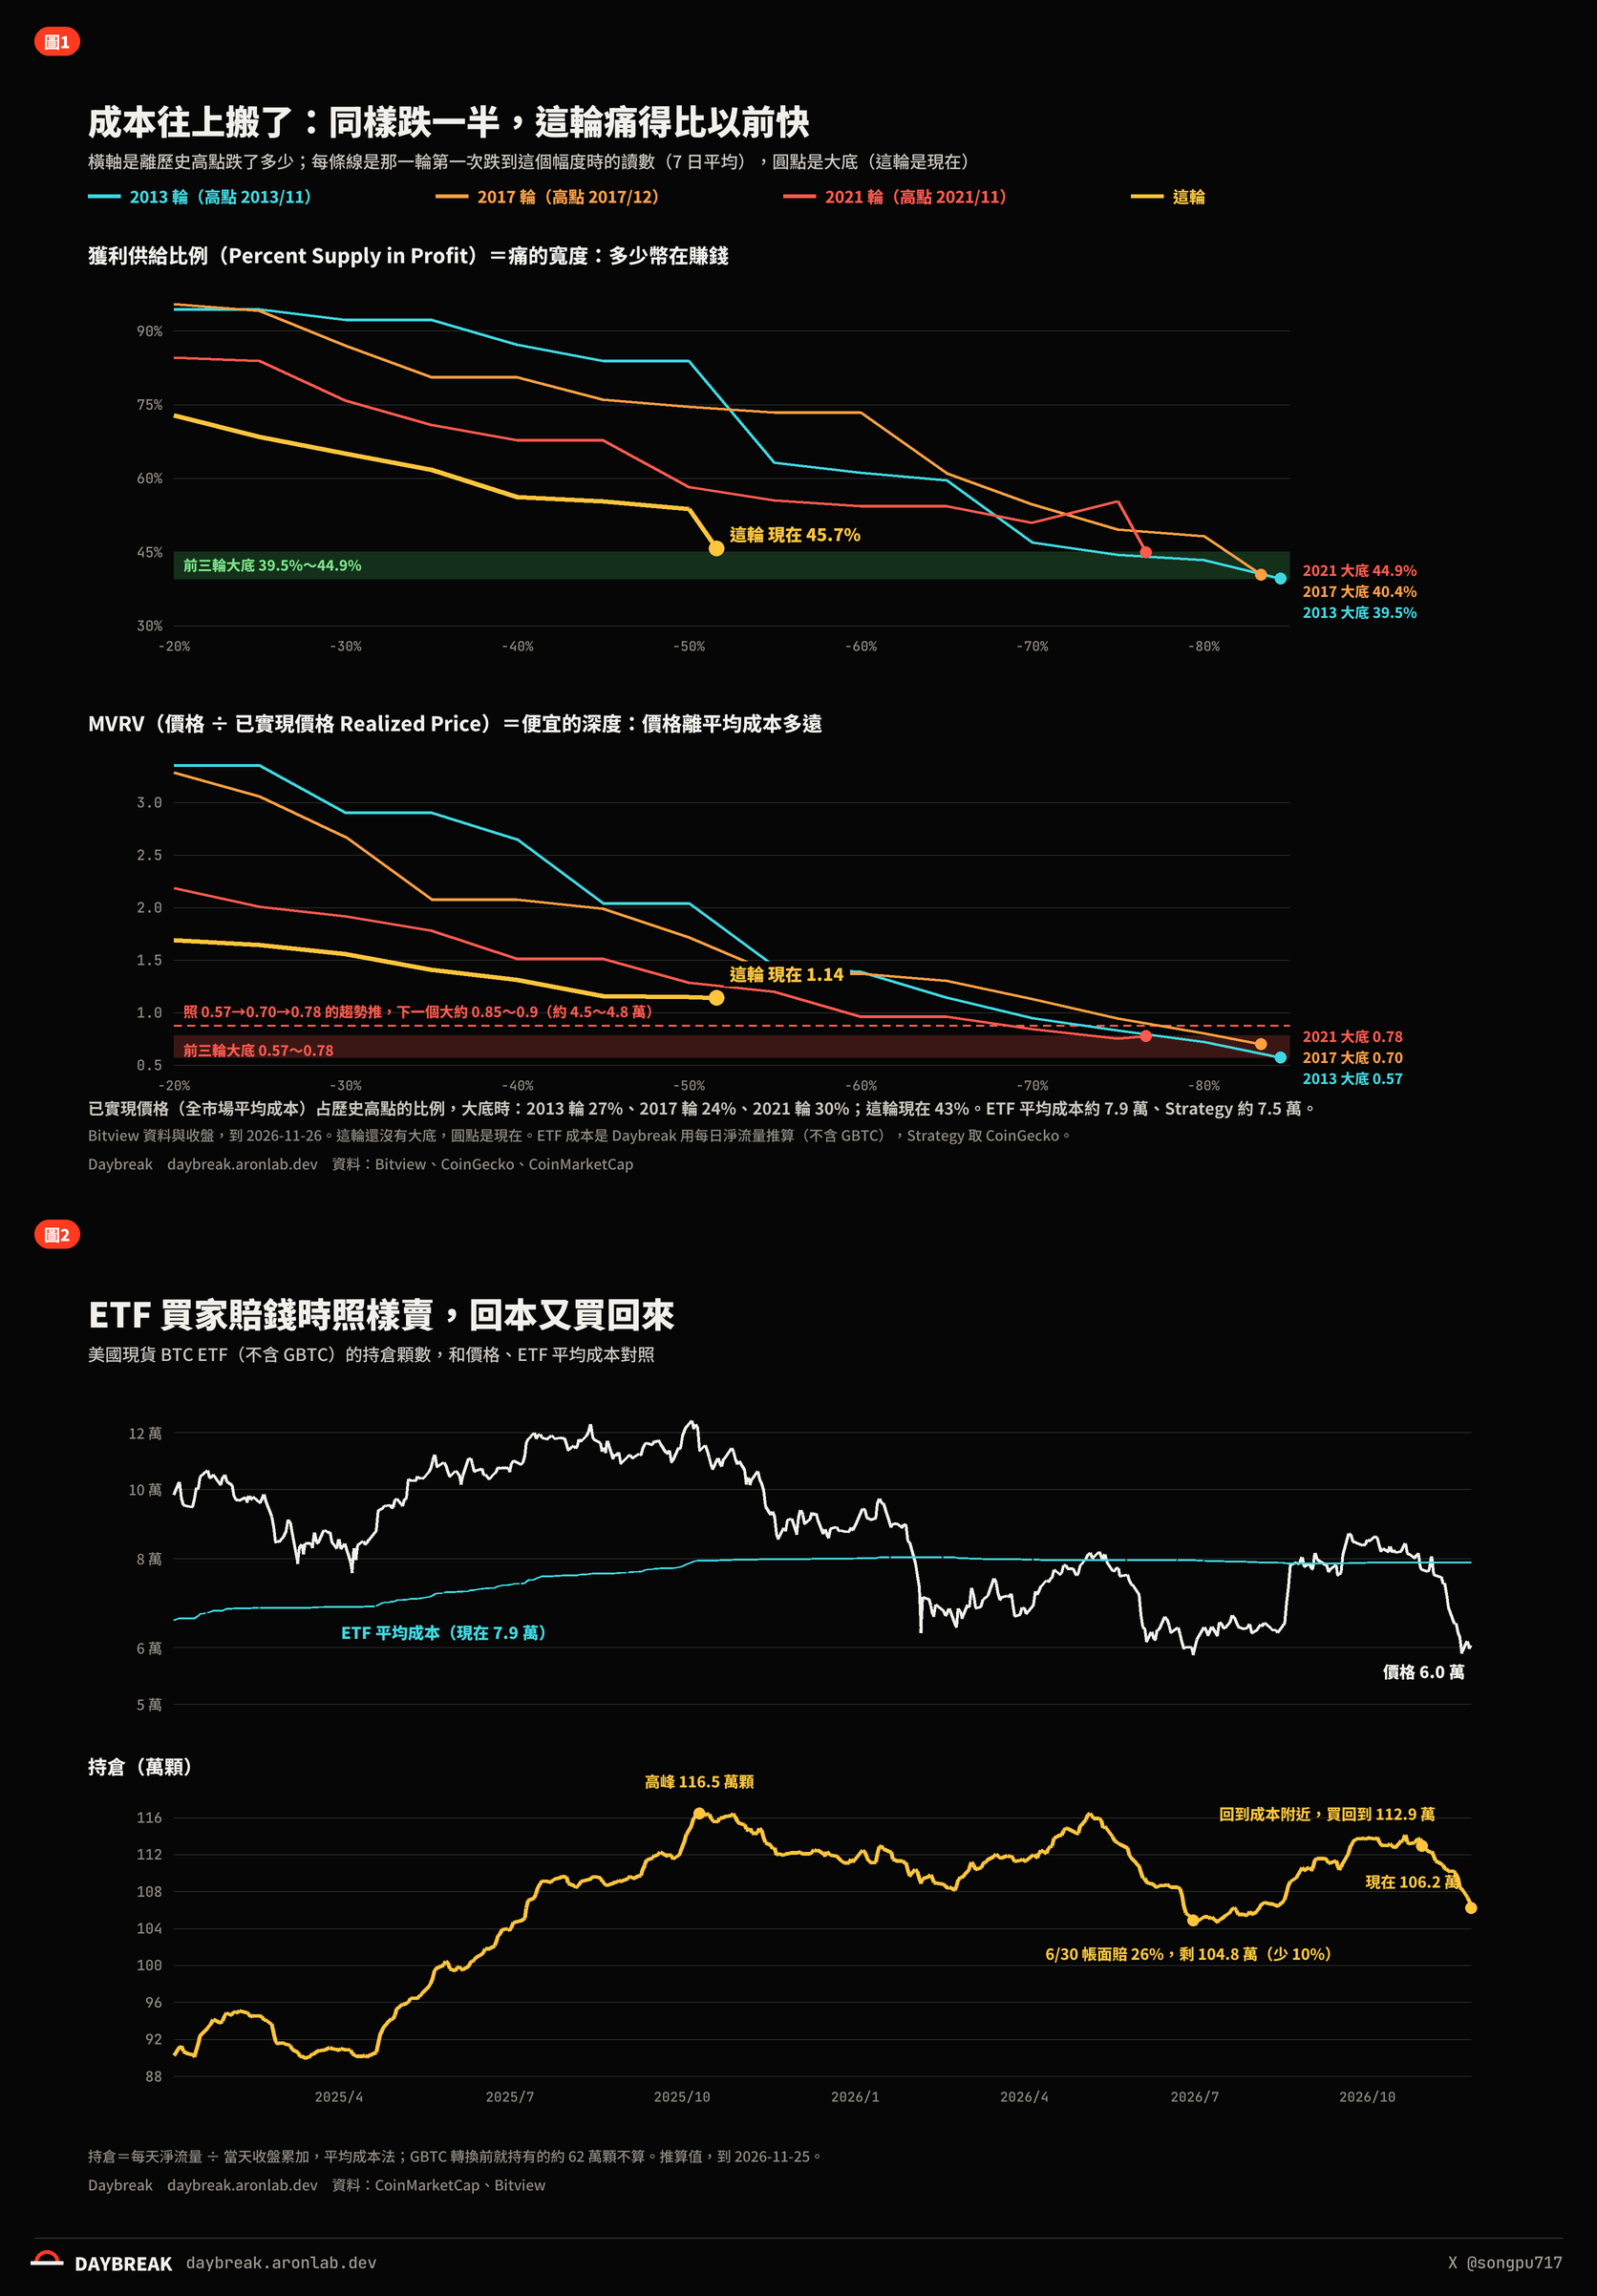 圖1
成本往上搬了：同樣跌一半，這輪痛得比以前快
橫軸是離歷史高點跌了多少；每條線是那一輪第一次跌到這個幅度時的讀數（7 日平均），圓點是大底（這輪是現在）
2013 輪（高點 2013/11）
2017 輪（高點 2017/12）
2021 輪（高點 2021/11）
這輪
獲利供給比例（Percent Supply in Profit）＝痛的寬度：多少幣在賺錢
90%
75%
60%
這輪 現在 45.7%
45%
前三輪大底 39.5%～44.9%
2021 大底 44.9%
2017 大底 40.4%
2013 大底 39.5%
30%
-20% -30% -40% -50% -60% -70% -80%
MVRV（價格 ÷ 已實現價格 Realized Price）＝便宜的深度：價格離平均成本多遠
3.0
2.5
2.0
1.5
這輪 現在 1.14
1.0
照 0.57→0.70→0.78 的趨勢推，下一個大約 0.85～0.9（約 4.5～4.8 萬）
前三輪大底 0.57～0.78
2021 大底 0.78
2017 大底 0.70
2013 大底 0.57
0.5
-20% -30% -40% -50% -60% -70% -80%
已實現價格（全市場平均成本）占歷史高點的比例，大底時：2013 輪 27%、2017 輪 24%、2021 輪 30%；這輪現在 43%。ETF 平均成本約 7.9 萬、Strategy 約 7.5 萬。
Bitview 資料與收盤，到 2026-11-26。這輪還沒有大底，圓點是現在。ETF 成本是 Daybreak 用每日淨流量推算（不含 GBTC），Strategy 取 CoinGecko。
Daybreak daybreak.aronlab.dev 資料：Bitview、CoinGecko、CoinMarketCap
圖2
ETF 買家賠錢時照樣賣，回本又買回來
美國現貨 BTC ETF（不含 GBTC）的持倉顆數，和價格、ETF 平均成本對照
12 萬
10 萬
8 萬
ETF 平均成本（現在 7.9 萬）
6 萬
價格 6.0 萬
5 萬
持倉（萬顆）
高峰 116.5 萬顆
116
回到成本附近，買回到 112.9 萬
112
現在 106.2 萬
108
104
6/30 帳面賠 26%，剩 104.8 萬（少 10%）
100
96
92
88
2025/4 2025/7 2025/10 2026/1 2026/4 2026/7 2026/10
持倉＝每天淨流量 ÷ 當天收盤累加，平均成本法；GBTC 轉換前就持有的約 62 萬顆不算。推算值，到 2026-11-25。
Daybreak daybreak.aronlab.dev 資料：CoinMarketCap、Bitview
DAYBREAK daybreak.aronlab.dev
X @songpu717